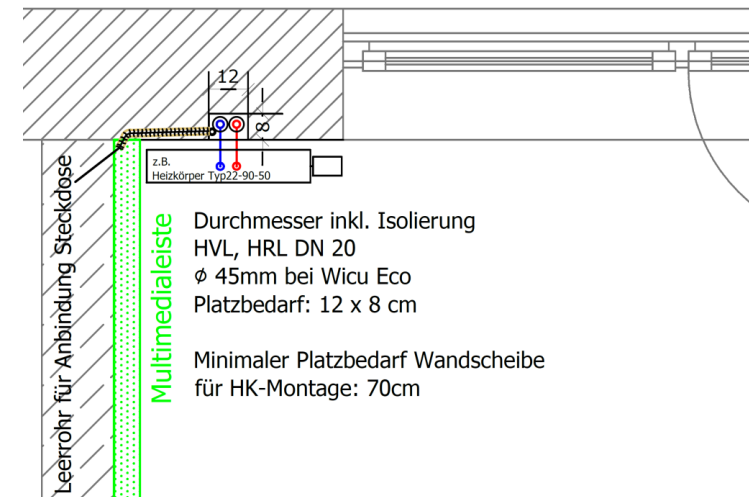 12
8
z.B.
Heizkörper Typ22-90-50
Leerrohr für Anbindung Steckdose
Multimedialeiste
Durchmesser inkl. Isolierung
HVL, HRL DN 20
⌀ 45mm bei Wicu Eco
Platzbedarf: 12 x 8 cm
Minimaler Platzbedarf Wandscheibe
für HK-Montage: 70cm